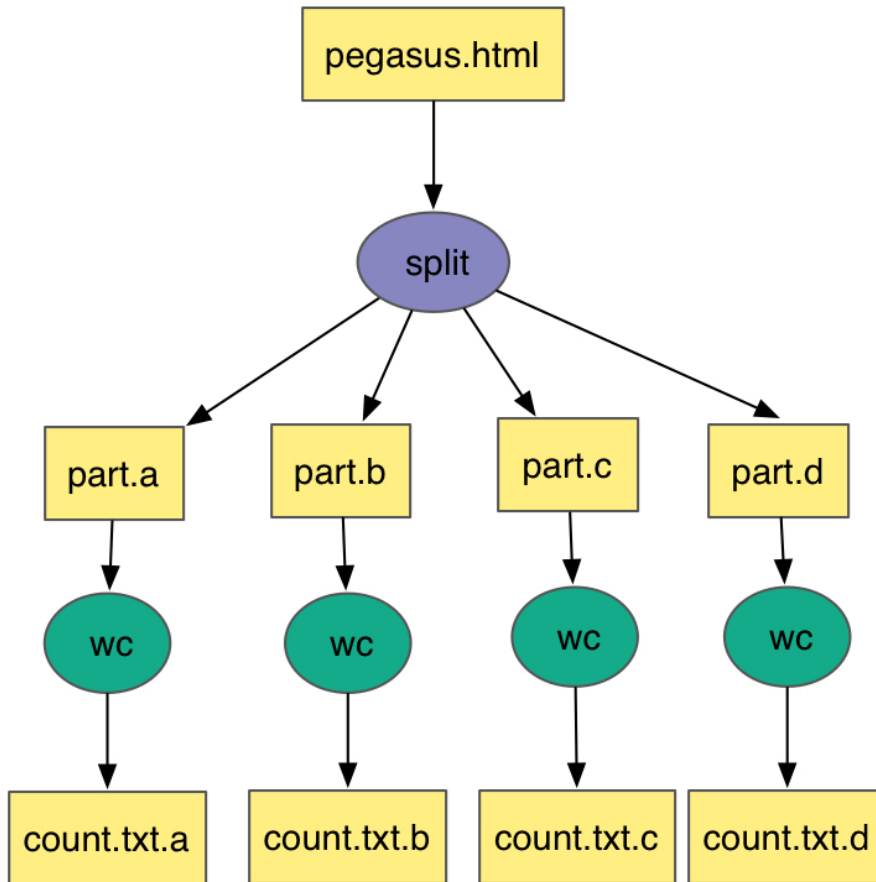 pegasus.html
split
part.a
part.b
part.c
part.d
wc
wc
wc
wc
count.txt.a
count.txt.b
count.txt.c
count.txt.d